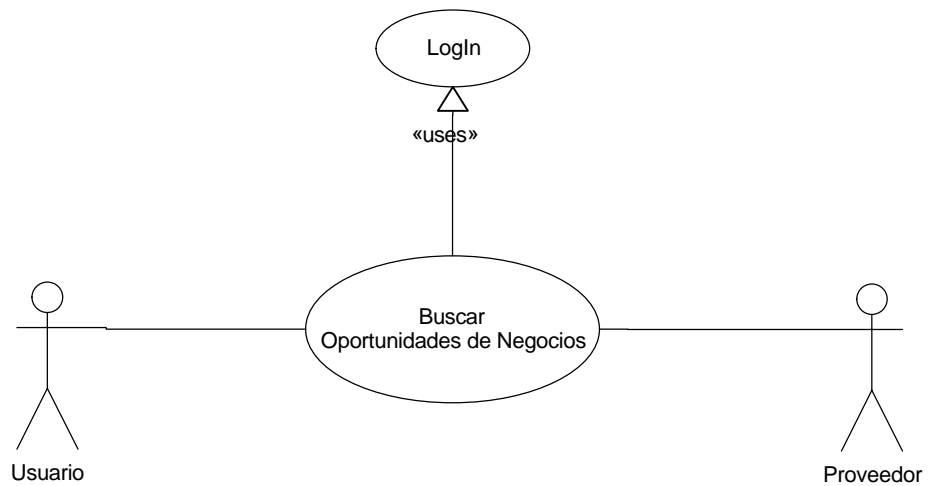 LogIn
«uses»
Buscar
Oportunidades de Negocios
Usuario
Proveedor